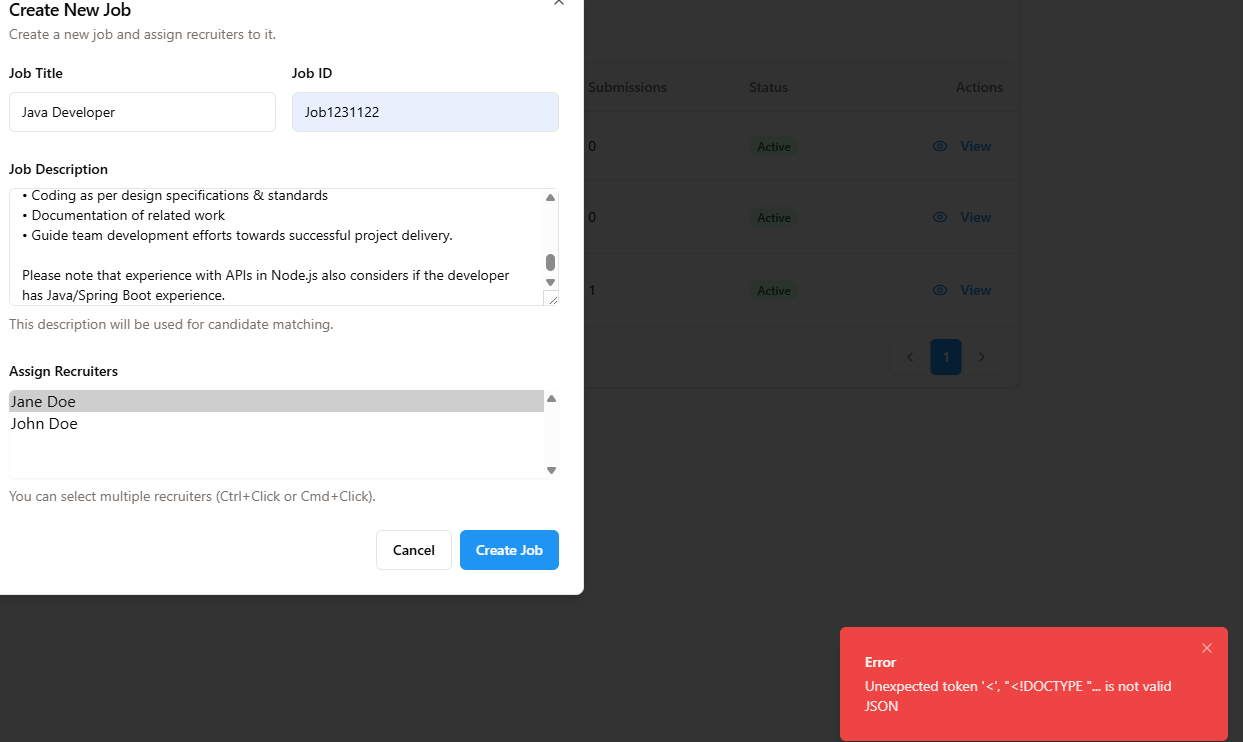 Create New Job
Create a new job and assign recruiters to it.
Job Title
Job ID
Java Developer
Job1231122
Job Description
• Coding as per design specifications & standards
• Documentation of related work
• Guide team development efforts towards successful project delivery.
Please note that experience with APIs in Node.js also considers if the developer
has Java/Spring Boot experience.
This description will be used for candidate matching.
Assign Recruiters
Jane Doe
John Doe
You can select multiple recruiters (Ctrl+Click or Cmd+Click).
Cancel
Create Job
Submissions
Status
Actions
0
Active
View
0
Active
View
1
Active
View
1
Error
Unexpected token '<', "<!DOCTYPE "... is not valid
JSON